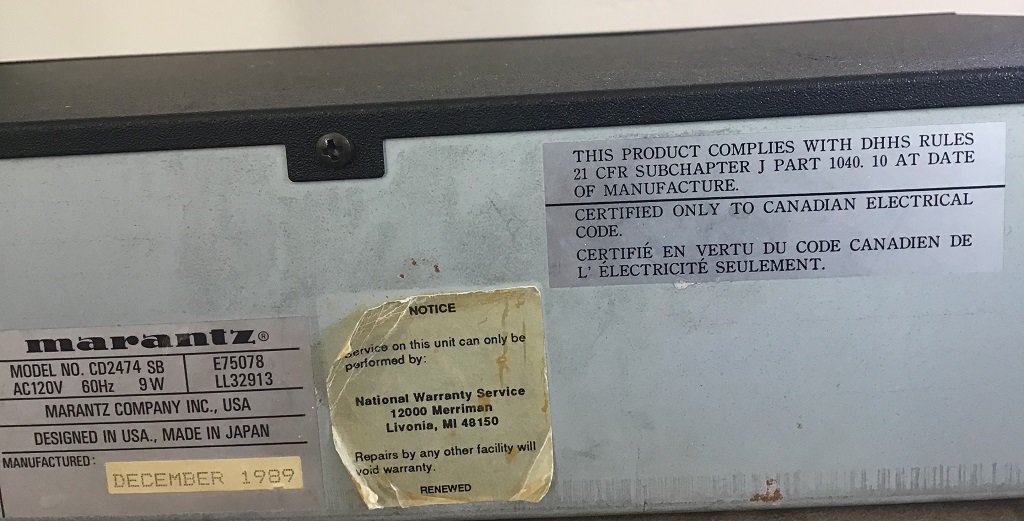 THIS PRODUCT COMPLIES WITH DHHS RULES
21 CFR SUBCHAPTER J PART 1040. 10 AT DATE
OF MANUFACTURE.
CERTIFIED ONLY TO CANADIAN ELECTRICAL
CODE.
CERTIFIÉ EN VERTU DU CODE CANADIEN DE
L' ÉLECTRICITÉ SEULEMENT.
NOTICE
Service on this unit can only be
performed by:
National Warranty Service
12000 Merriman
Livonia, MI 48150
Repairs by any other facility will
void warranty.
RENEWED
marantz®
MODEL NO. CD2474 SB E75078
AC120V 60Hz 9W LL32913
MARANTZ COMPANY INC., USA
DESIGNED IN USA., MADE IN JAPAN
MANUFACTURED:
DECEMBER 1989